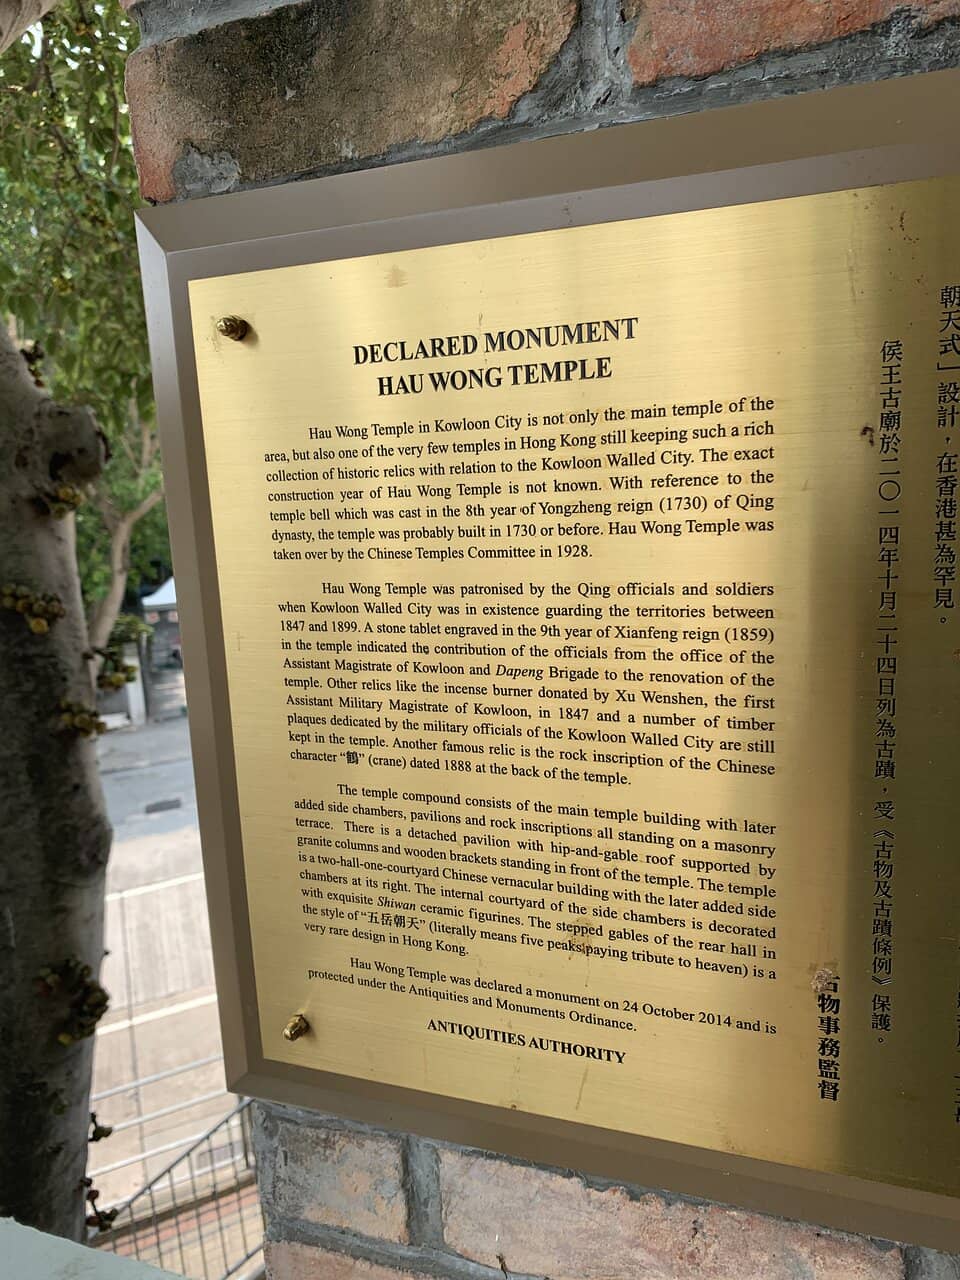 DECLARED MONUMENT
HAU WONG TEMPLE
Hau Wong Temple in Kowloon City is not only the main temple of the
area, but also one of the very few temples in Hong Kong still keeping such a rich
collection of historic relics with relation to the Kowloon Walled City. The exact
construction year of Hau Wong Temple is not known. With reference to the
temple bell which was cast in the 8th year of Yongzheng reign (1730) of Qing
dynasty, the temple was probably built in 1730 or before. Hau Wong Temple was
taken over by the Chinese Temples Committee in 1928.
Hau Wong Temple was patronised by the Qing officials and soldiers
when Kowloon Walled City was in existence guarding the territories between
1847 and 1899. A stone tablet engraved in the 9th year of Xianfeng reign (1859)
in the temple indicated the contribution of the officials from the office of the
Assistant Magistrate of Kowloon and Dapeng Brigade to the renovation of the
temple. Other relics like the incense burner donated by Xu Wenshen, the first
Assistant Military Magistrate of Kowloon, in 1847 and a number of timber
plaques dedicated by the military officials of the Kowloon Walled City are still
kept in the temple. Another famous relic is the rock inscription of the Chinese
character “鶴” (crane) dated 1888 at the back of the temple.
The temple compound consists of the main temple building with later
added side chambers, pavilions and rock inscriptions all standing on a masonry
terrace. There is a detached pavilion with hip-and-gable roof supported by
granite columns and wooden brackets standing in front of the temple. The temple
is a two-hall-one-courtyard Chinese vernacular building with the later added side
chambers at its right. The internal courtyard of the side chambers is decorated
with exquisite Shiwan ceramic figurines. The stepped gables of the rear hall in
the style of “五岳朝天” (literally means five peaks paying tribute to heaven) is a
very rare design in Hong Kong.
Hau Wong Temple was declared a monument on 24 October 2014 and is
protected under the Antiquities and Monuments Ordinance.
ANTIQUITIES AUTHORITY
朝天式」設計，在香港甚為罕見。
侯王古廟於二〇一四年十月二十四日列為古蹟，受《古物及古蹟條例》保護。
古物事務監督